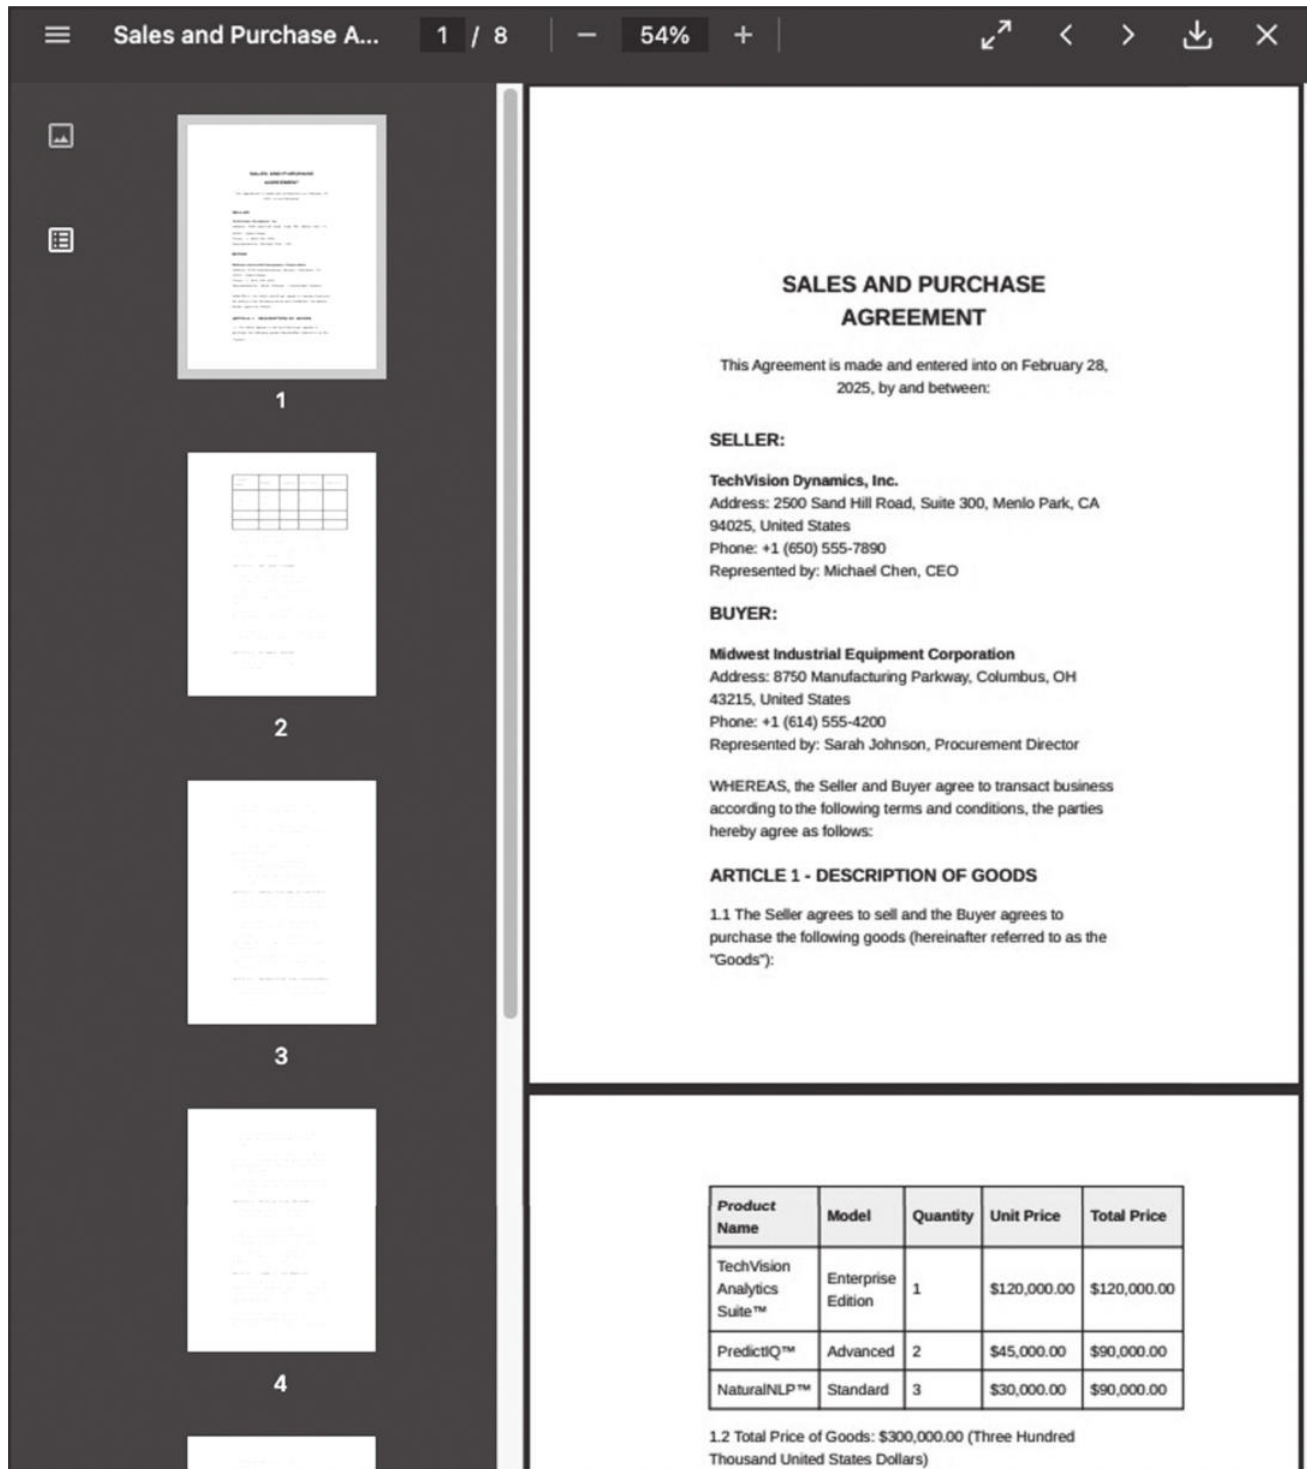 Sales and Purchase A...
1 / 8
54%
1
2
3
4
SALES AND PURCHASE
AGREEMENT
This Agreement is made and entered into on February 28,
2025, by and between:
SELLER:
TechVision Dynamics, Inc.
Address: 2500 Sand Hill Road, Suite 300, Menlo Park, CA
94025, United States
Phone: +1 (650) 555-7890
Represented by: Michael Chen, CEO
BUYER:
Midwest Industrial Equipment Corporation
Address: 8750 Manufacturing Parkway, Columbus, OH
43215, United States
Phone: +1 (614) 555-4200
Represented by: Sarah Johnson, Procurement Director
WHEREAS, the Seller and Buyer agree to transact business
according to the following terms and conditions, the parties
hereby agree as follows:
ARTICLE 1 - DESCRIPTION OF GOODS
1.1 The Seller agrees to sell and the Buyer agrees to
purchase the following goods (hereinafter referred to as the
"Goods"):
Product Name Model Quantity Unit Price Total Price
TechVision Analytics Suite™ Enterprise Edition 1 $120,000.00 $120,000.00
PredictIQ™ Advanced 2 $45,000.00 $90,000.00
NaturalNLP™ Standard 3 $30,000.00 $90,000.00
1.2 Total Price of Goods: $300,000.00 (Three Hundred
Thousand United States Dollars)